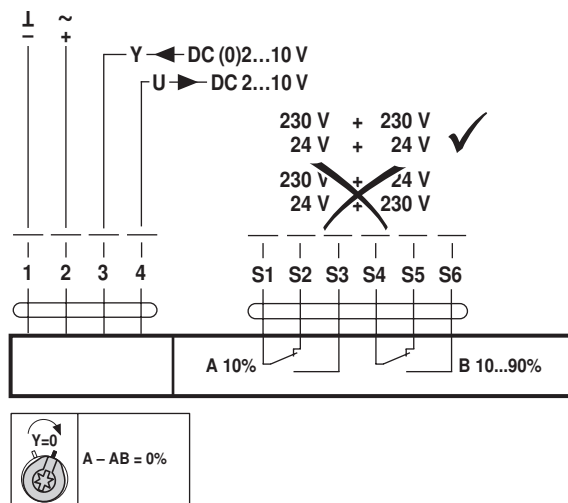 ⊥ ~
– +
Y DC (0)2...10 V
U DC 2...10 V
230 V + 230 V
24 V + 24 V
230 V + 24 V
24 V + 230 V
1 2 3 4 S1 S2 S3 S4 S5 S6
A 10% B 10...90%
Y=0
A – AB = 0%